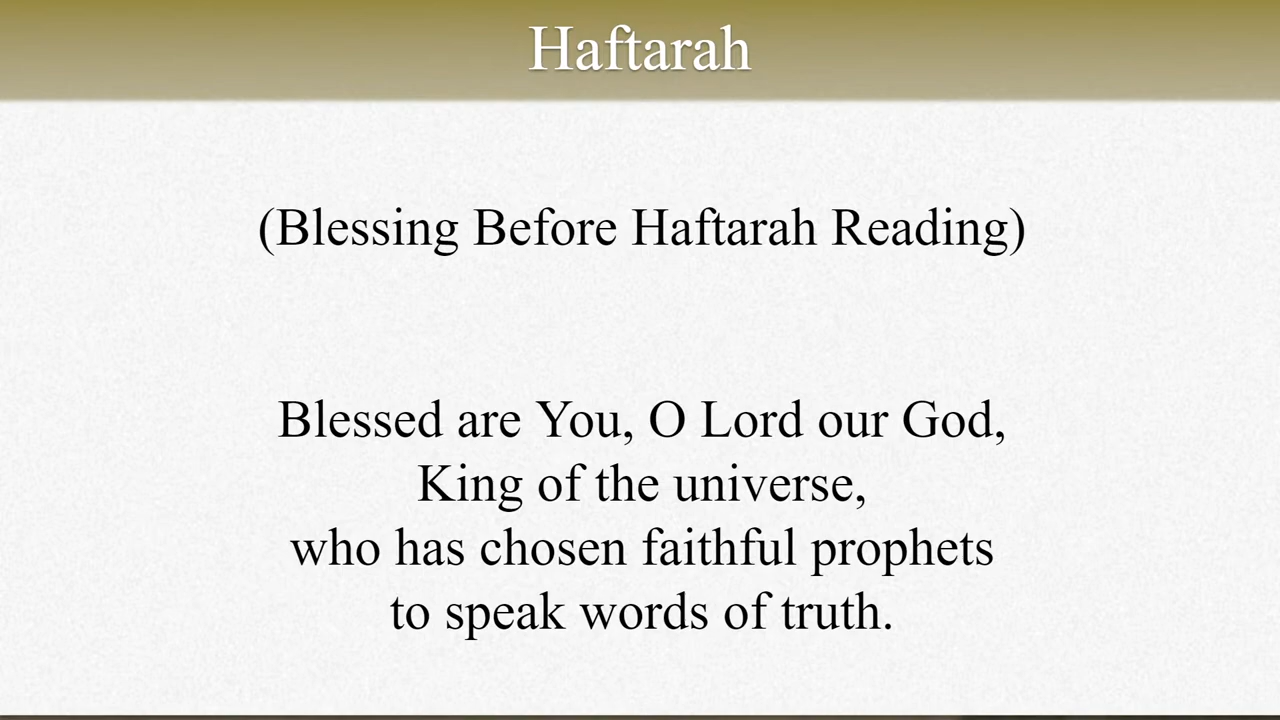 Haftarah
(Blessing Before Haftarah Reading)
Blessed are You, O Lord our God,
King of the universe,
who has chosen faithful prophets
to speak words of truth.